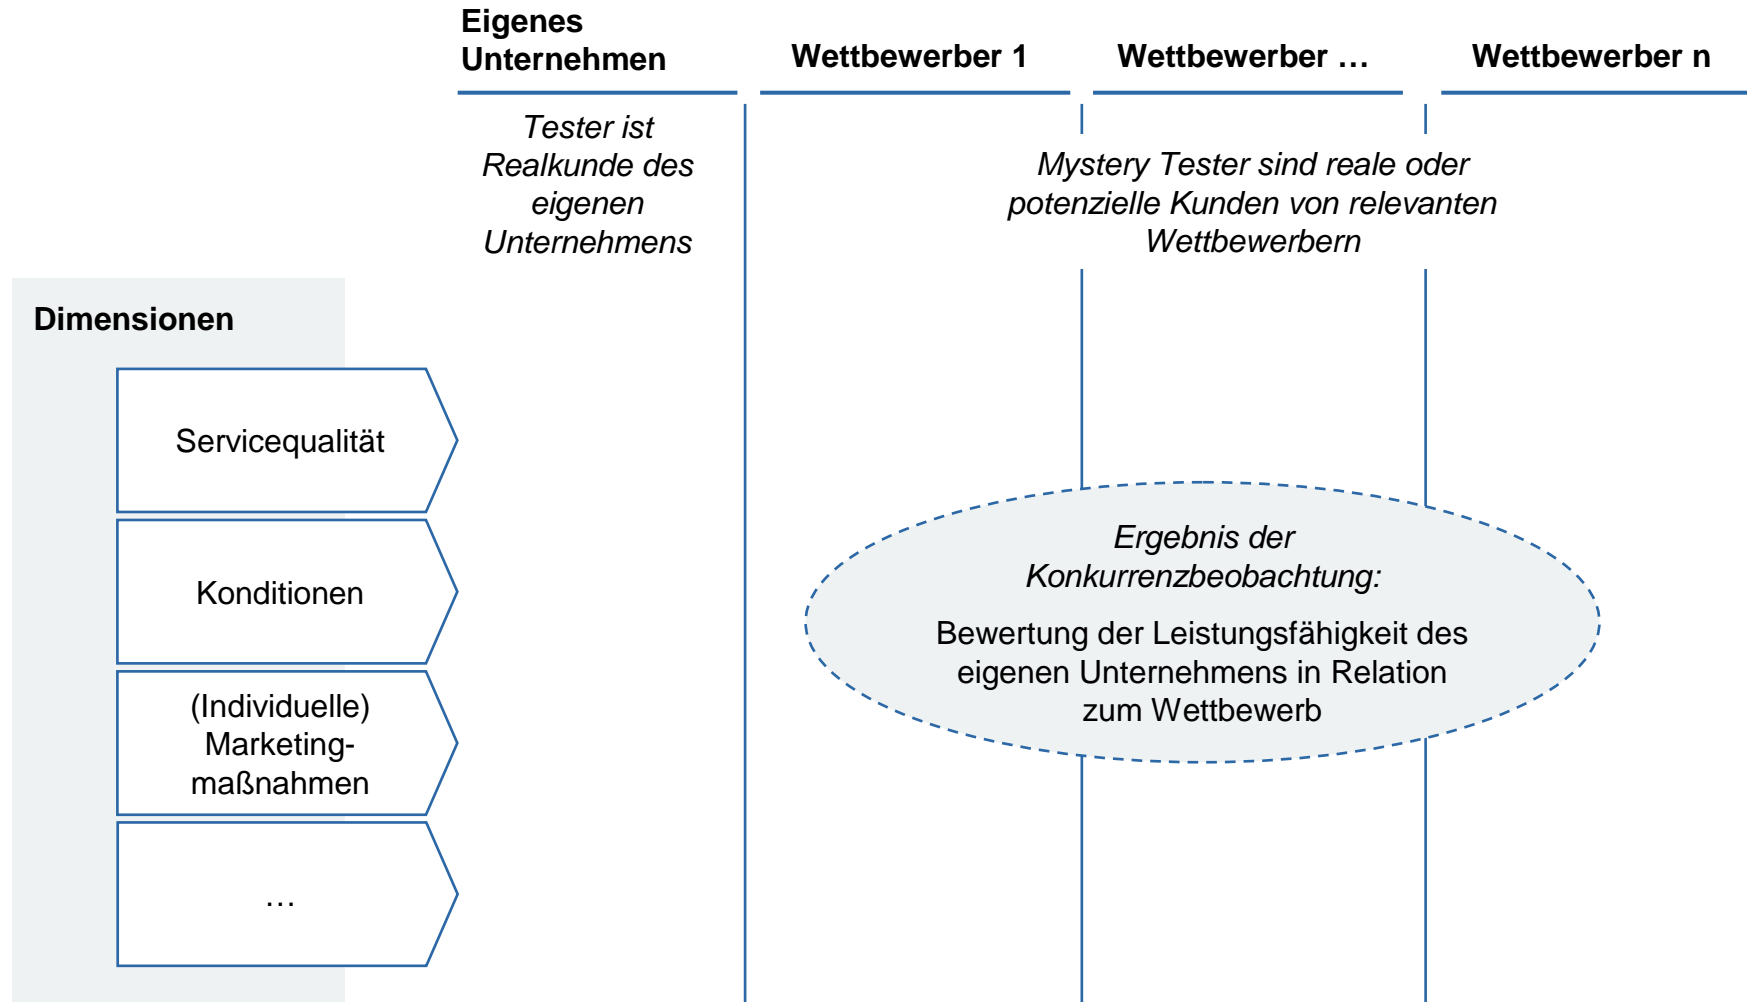 Eigenes
Unternehmen
Wettbewerber 1
Wettbewerber …
Wettbewerber n
Tester ist
Realkunde des
eigenen
Unternehmens
Mystery Tester sind reale oder
potenzielle Kunden von relevanten
Wettbewerbern
Dimensionen
Servicequalität
Konditionen
(Individuelle)
Marketing-
maßnahmen
…
Ergebnis der
Konkurrenzbeobachtung:
Bewertung der Leistungsfähigkeit des
eigenen Unternehmens in Relation
zum Wettbewerb